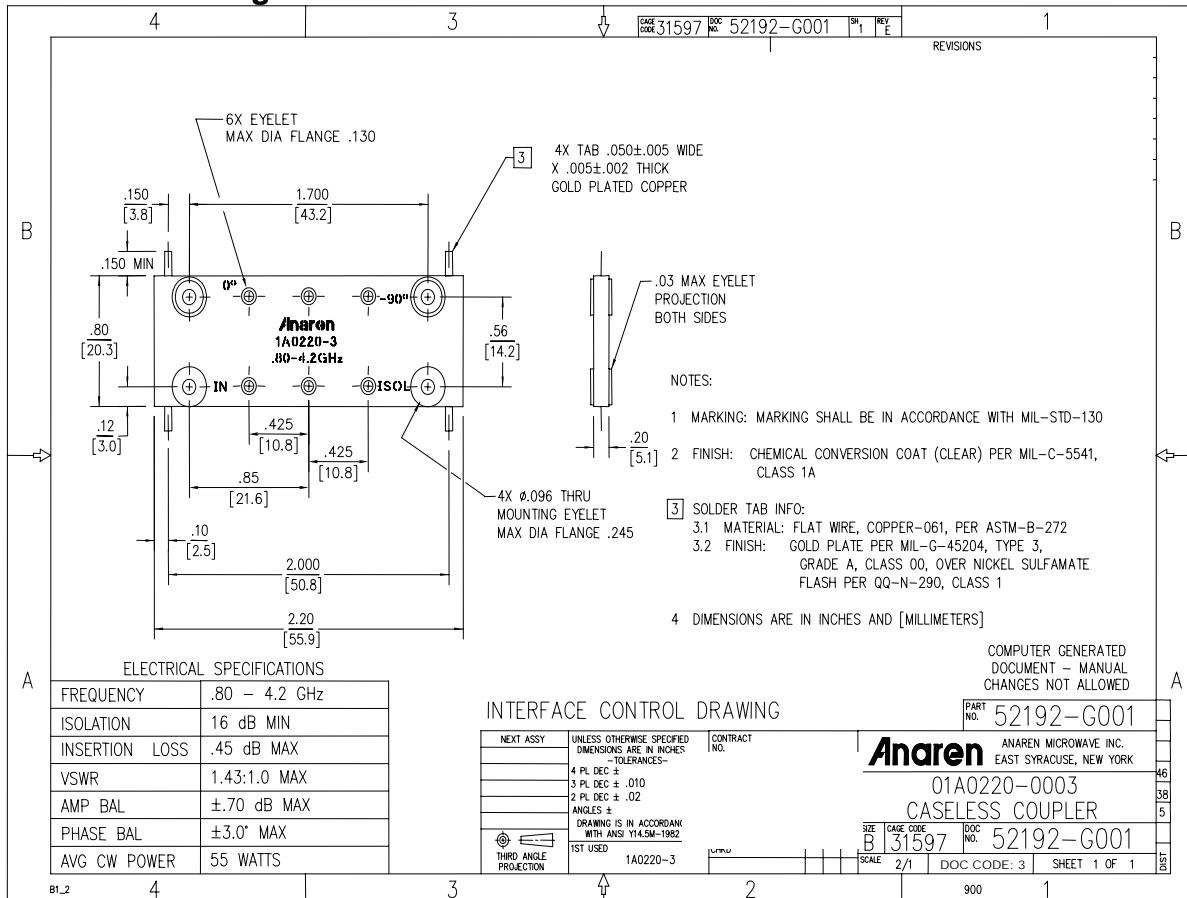 4 3 1
CAGE CODE 31597 DOC NO. 52192-G001 SH 1 REV E
REVISIONS
6X EYELET
MAX DIA FLANGE .130
3
4X TAB .050±.005 WIDE
X .005±.002 THICK
GOLD PLATED COPPER
.150
[3.8]
1.700
[43.2]
B
B
.150 MIN
.03 MAX EYELET
PROJECTION
BOTH SIDES
0°
-90°
Anaren
1A0220-3
.80-4.2GHz
IN
ISOL
.80
[20.3]
.56
[14.2]
.12
[3.0]
.425
[10.8]
.425
[10.8]
.85
[21.6]
.20
[5.1]
.10
[2.5]
4X Ø.096 THRU
MOUNTING EYELET
MAX DIA FLANGE .245
2.000
[50.8]
2.20
[55.9]
NOTES:
1 MARKING: MARKING SHALL BE IN ACCORDANCE WITH MIL-STD-130
2 FINISH: CHEMICAL CONVERSION COAT (CLEAR) PER MIL-C-5541,
CLASS 1A
3 SOLDER TAB INFO:
3.1 MATERIAL: FLAT WIRE, COPPER-061, PER ASTM-B-272
3.2 FINISH: GOLD PLATE PER MIL-G-45204, TYPE 3,
GRADE A, CLASS 00, OVER NICKEL SULFAMATE
FLASH PER QQ-N-290, CLASS 1
4 DIMENSIONS ARE IN INCHES AND [MILLIMETERS]
COMPUTER GENERATED
DOCUMENT - MANUAL
CHANGES NOT ALLOWED
A
A
ELECTRICAL SPECIFICATIONS
FREQUENCY .80 - 4.2 GHz
ISOLATION 16 dB MIN
INSERTION LOSS .45 dB MAX
VSWR 1.43:1.0 MAX
AMP BAL ±.70 dB MAX
PHASE BAL ±3.0° MAX
AVG CW POWER 55 WATTS
INTERFACE CONTROL DRAWING
PART NO. 52192-G001
NEXT ASSY
UNLESS OTHERWISE SPECIFIED
DIMENSIONS ARE IN INCHES
-TOLERANCES-
4 PL DEC ±
3 PL DEC ± .010
2 PL DEC ± .02
ANGLES ±
DRAWING IS IN ACCORDANC
WITH ANSI Y14.5M-1982
1ST USED
1A0220-3
THIRD ANGLE
PROJECTION
CONTRACT
NO.
Anaren
ANAREN MICROWAVE INC.
EAST SYRACUSE, NEW YORK
01A0220-0003
CASELESS COUPLER
SIZE B CAGE CODE 31597 DOC NO. 52192-G001
SCALE 2/1 DOC CODE: 3 SHEET 1 OF 1
46
38
5
DIST
B1_2 4 3 2 900 1